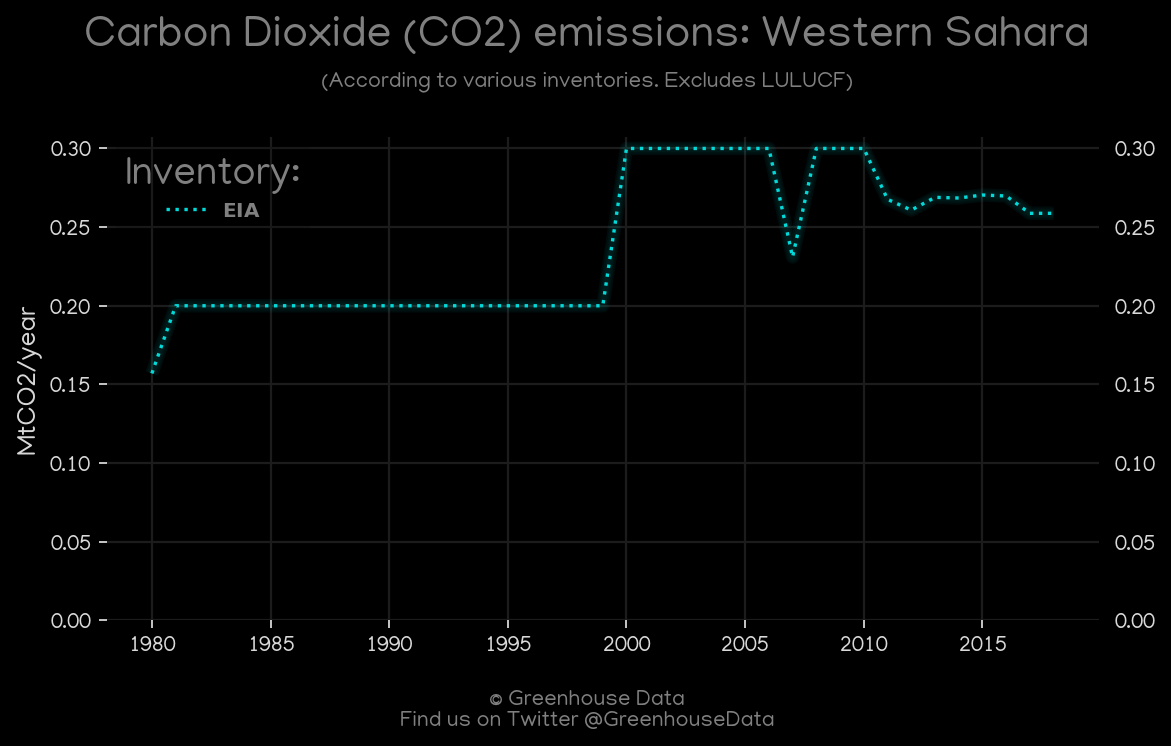 Carbon Dioxide (CO2) emissions: Western Sahara
(According to various inventories. Excludes LULUCF)
Inventory:
EIA
MtCO2/year
0.30
0.25
0.20
0.15
0.10
0.05
0.00
0.30
0.25
0.20
0.15
0.10
0.05
0.00
1980 1985 1990 1995 2000 2005 2010 2015
© Greenhouse Data
Find us on Twitter @GreenhouseData